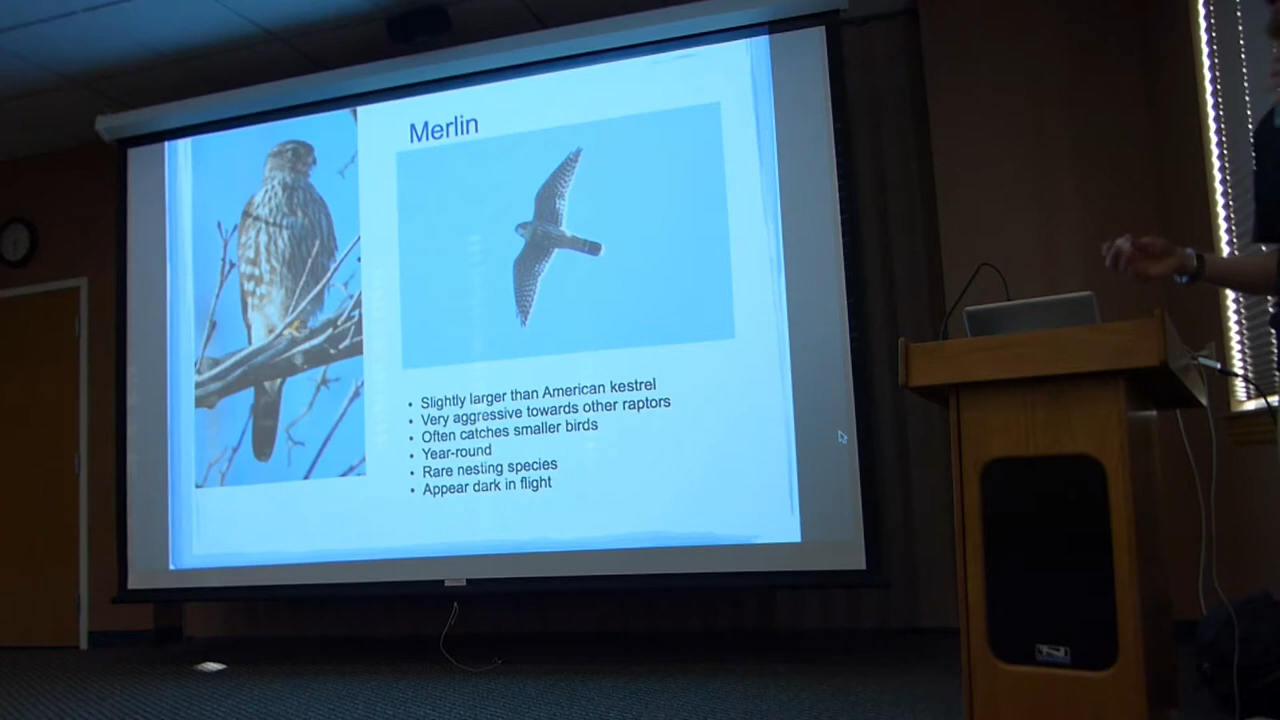 Merlin
• Slightly larger than American kestrel
• Very aggressive towards other raptors
• Often catches smaller birds
• Year-round
• Rare nesting species
• Appear dark in flight